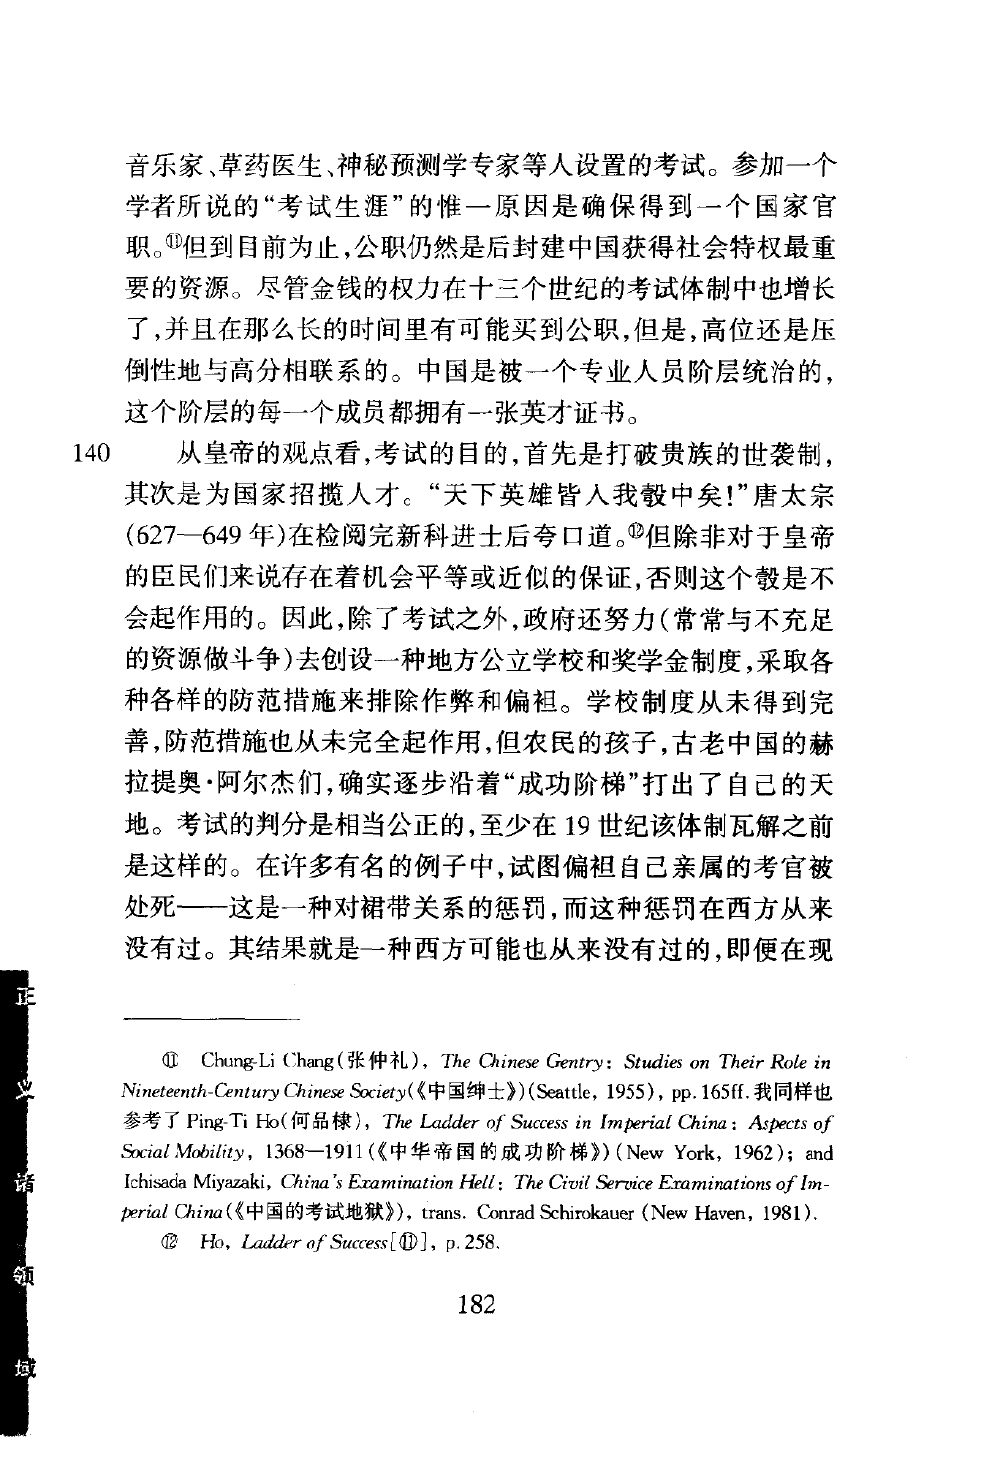 音乐家、草药医生、神秘预测学专家等人设置的考试。参加一个
学者所说的“考试生涯”的惟一原因是确保得到一个国家官
职。⑪但到目前为止,公职仍然是后封建中国获得社会特权最重
要的资源。尽管金钱的权力在十三个世纪的考试体制中也增长
了,并且在那么长的时间里有可能买到公职,但是,高位还是压
倒性地与高分相联系的。中国是被一个专业人员阶层统治的,
这个阶层的每一个成员都拥有一张英才证书。
140 从皇帝的观点看,考试的目的,首先是打破贵族的世袭制,
其次是为国家招揽人才。“天下英雄皆入我彀中矣!”唐太宗
(627—649 年)在检阅完新科进士后夸口道。⑫但除非对于皇帝
的臣民们来说存在着机会平等或近似的保证,否则这个彀是不
会起作用的。因此,除了考试之外,政府还努力(常常与不充足
的资源做斗争)去创设一种地方公立学校和奖学金制度,采取各
种各样的防范措施来排除作弊和偏袒。学校制度从未得到完
善,防范措施也从未完全起作用,但农民的孩子,古老中国的赫
拉提奥·阿尔杰们,确实逐步沿着“成功阶梯”打出了自己的天
地。考试的判分是相当公正的,至少在 19 世纪该体制瓦解之前
是这样的。在许多有名的例子中,试图偏袒自己亲属的考官被
处死——这是一种对裙带关系的惩罚,而这种惩罚在西方从来
没有过。其结果就是一种西方可能也从来没有过的,即便在现
⑪ Chung-Li Chang(张仲礼), The Chinese Gentry: Studies on Their Role in
Nineteenth-Century Chinese Society(《中国绅士》)(Seattle, 1955), pp. 165ff. 我同样也
参考了 Ping-Ti Ho(何品棣), The Ladder of Success in Imperial China: Aspects of
Social Mobility, 1368—1911(《中华帝国的成功阶梯》)(New York, 1962); and
Ichisada Miyazaki, China's Examination Hell: The Civil Service Examinations of Im-
perial China(《中国的考试地狱》), trans. Conrad Schirokauer (New Haven, 1981).
⑫ Ho, Ladder of Success[⑪], p. 258.
182
正义诸领域